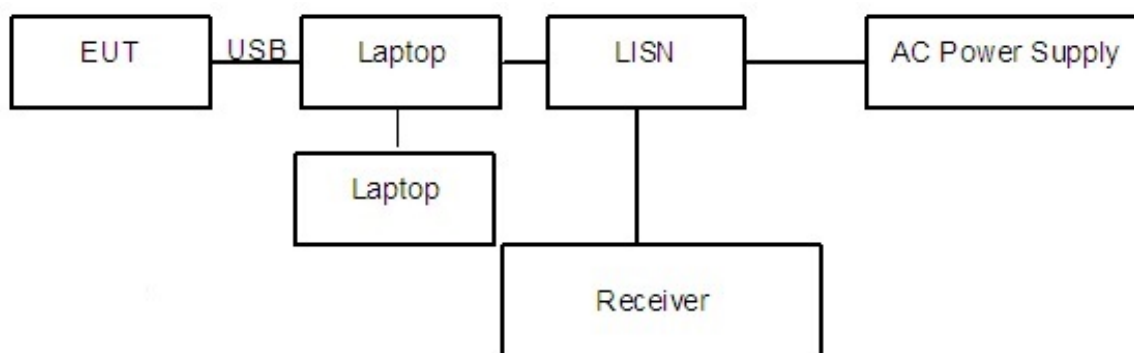 EUT
USB
Laptop
LISN
AC Power Supply
Laptop
Receiver